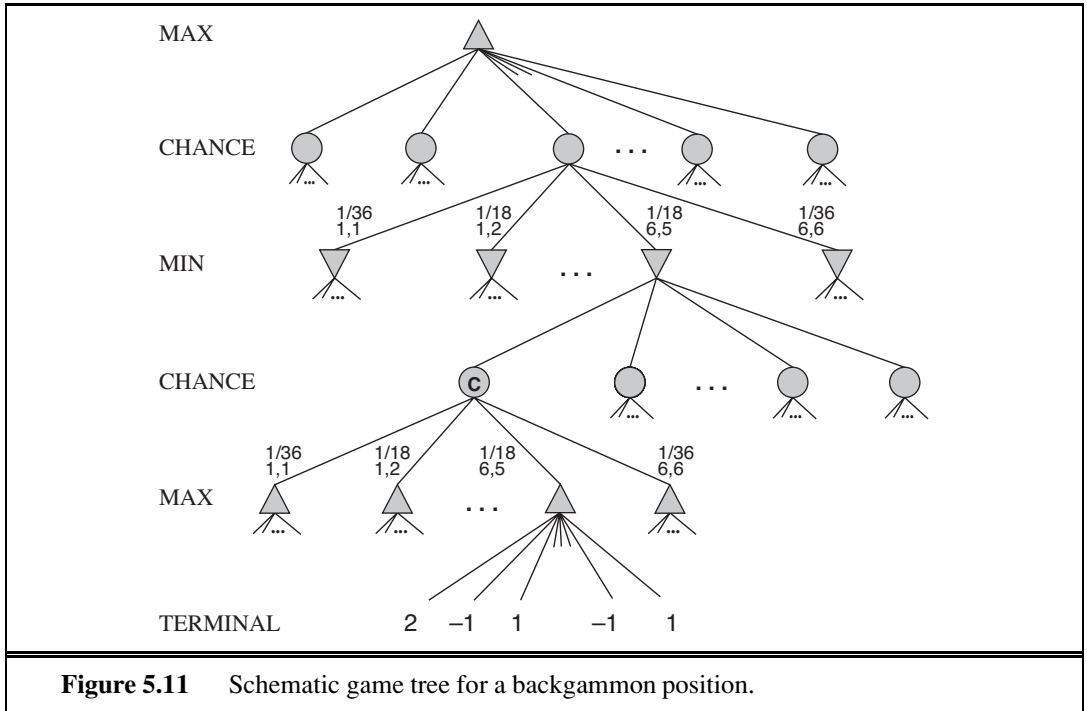 MAX
CHANCE
...
... ... ... ... ...
1/36 1/18 1/18 1/36
1,1 1,2 6,5 6,6
MIN
...
... ... ...
CHANCE
C ...
... ... ...
1/36 1/18 1/18 1/36
1,1 1,2 6,5 6,6
MAX
...
... ... ...
TERMINAL 2 –1 1 –1 1
Figure 5.11 Schematic game tree for a backgammon position.